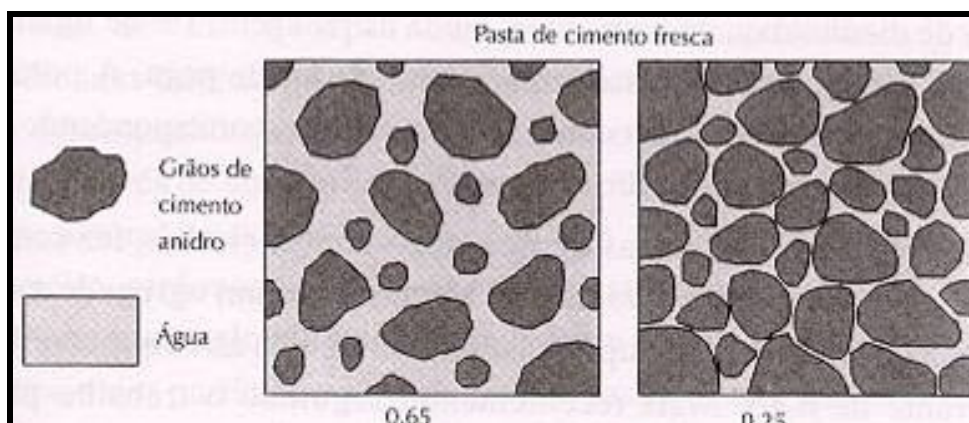 Pasta de cimento fresca
Grãos de
cimento
anidro
Água
0,65
0,25